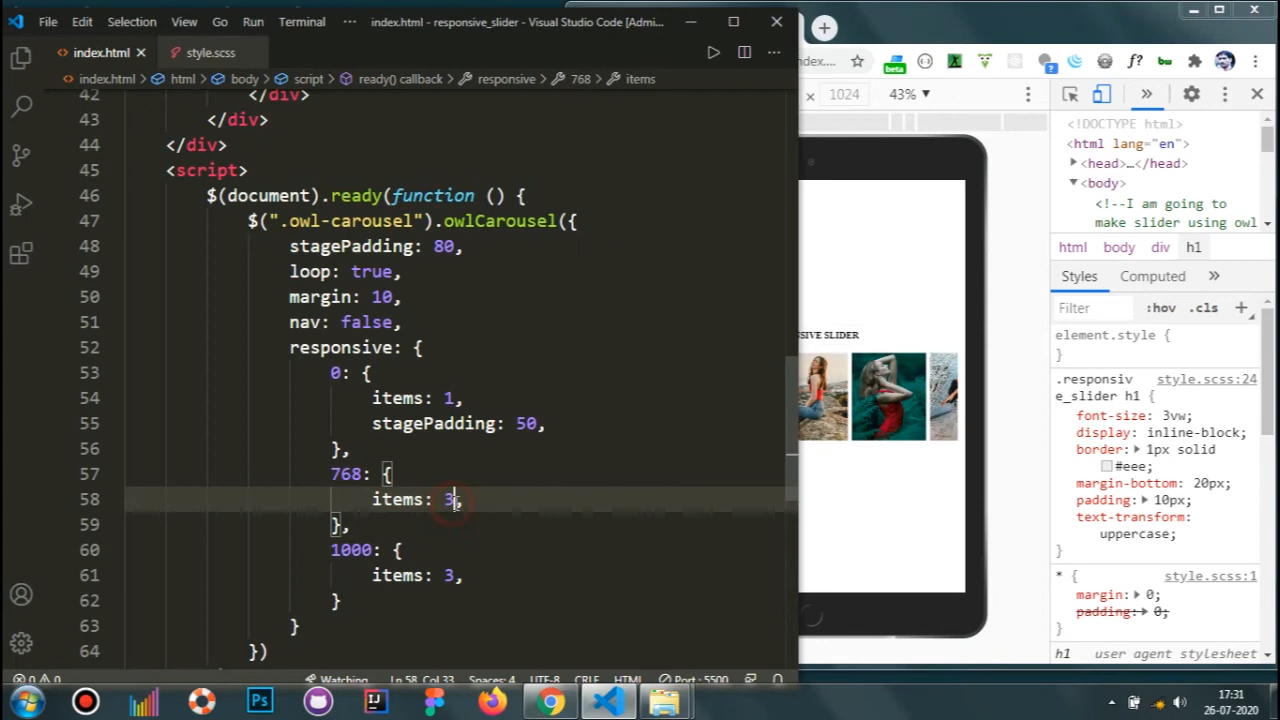 File Edit Selection View Go Run Terminal ··· index.html - responsive_slider - Visual Studio Code [Admi...
index.html
style.scss
index.html > html > body > script > ready() callback > responsive > 768 > items
42 </div>
43 </div>
44 </div>
45 <script>
46 $(document).ready(function () {
47 $(".owl-carousel").owlCarousel({
48 stagePadding: 80,
49 loop: true,
50 margin: 10,
51 nav: false,
52 responsive: {
53 0: {
54 items: 1,
55 stagePadding: 50,
56 },
57 768: {
58 items: 3,
59 },
60 1000: {
61 items: 3,
62 }
63 }
64 })
0 0 Watching Ln 58, Col 33 Spaces: 4 UTF-8 CRLF HTML Port : 5500
index....
beta
f?
bw
1024 43%
NSIVE SLIDER
<!DOCTYPE html>
<html lang="en">
<head>…</head>
<body>
<!--I am going to
make slider using owl
html body div h1
Styles Computed
Filter :hov .cls
element.style {
}
.responsiv style.scss:24
e_slider h1 {
font-size: 3vw;
display: inline-block;
border: 1px solid
#eee;
margin-bottom: 20px;
padding: 10px;
text-transform:
uppercase;
}
* { style.scss:1
margin: 0;
padding: 0;
}
h1 user agent stylesheet
Ps
17:31
26-07-2020